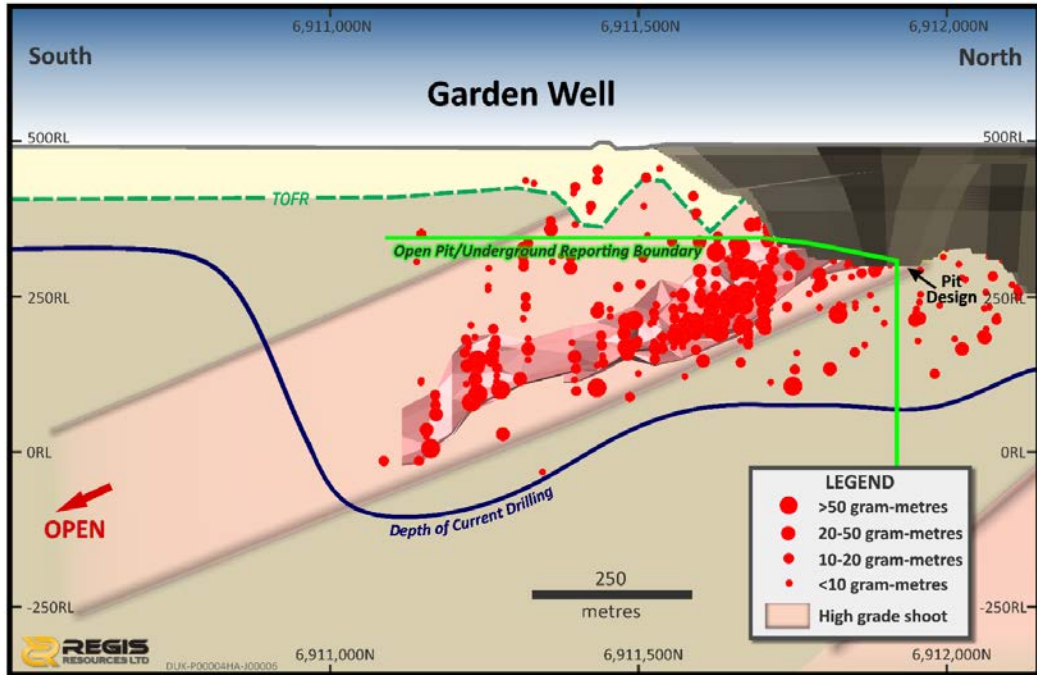 6,911,000N
6,911,500N
6,912,000N
South
North
Garden Well
500RL
500RL
TOFR
Open Pit/Underground Reporting Boundary
Pit
Design
250RL
250RL
0RL
0RL
OPEN
Depth of Current Drilling
LEGEND
>50 gram-metres
20-50 gram-metres
10-20 gram-metres
<10 gram-metres
High grade shoot
250
metres
-250RL
-250RL
REGIS
RESOURCES LTD
DUK-P00004HA-J00006
6,911,000N
6,911,500N
6,912,000N